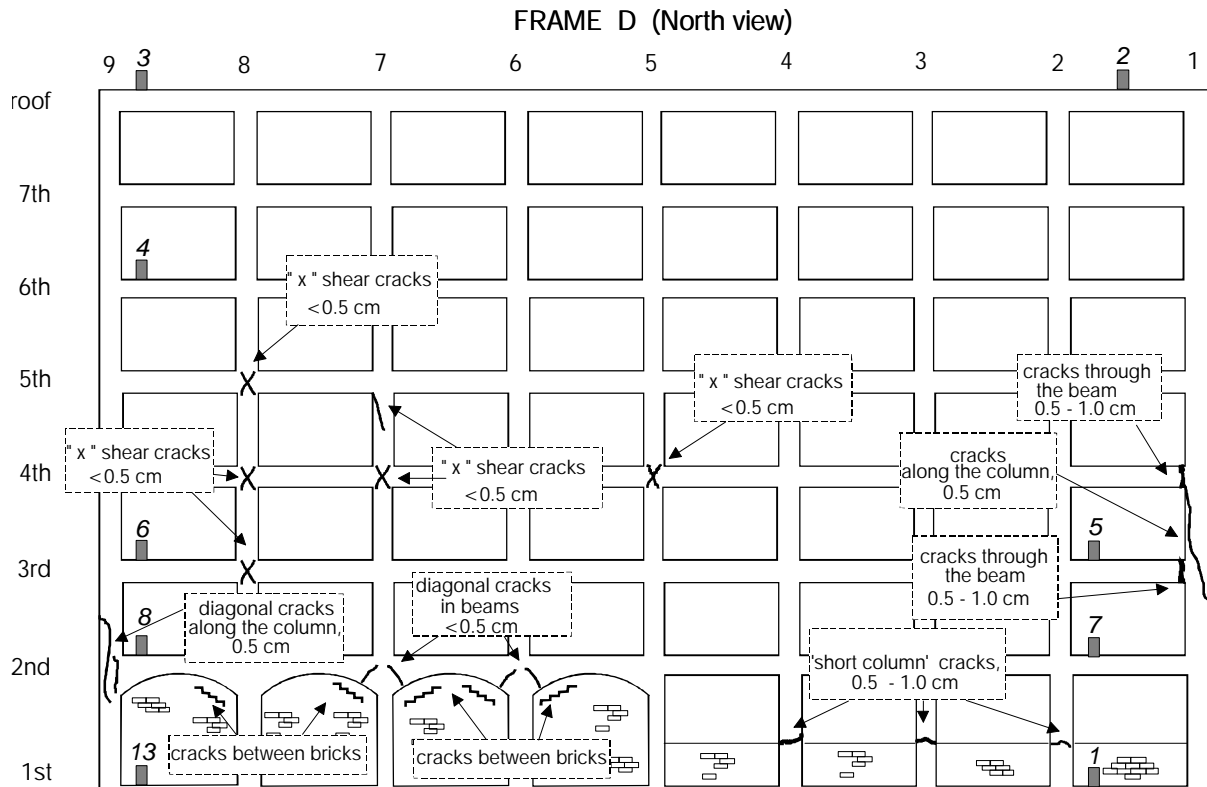 FRAME D (North view)
9 3 8 7 6 5 4 3 2 2 1
roof
7th
4
6th
" x " shear cracks
<0.5 cm
5th
" x " shear cracks
<0.5 cm
cracks through
the beam
0.5 - 1.0 cm
" x " shear cracks
<0.5 cm
4th
" x " shear cracks
<0.5 cm
cracks
along the column,
0.5 cm
6
5
3rd
cracks through
the beam
0.5 - 1.0 cm
diagonal cracks
in beams
<0.5 cm
8
diagonal cracks
along the column,
0.5 cm
7
2nd
'short column' cracks,
0.5 - 1.0 cm
13
cracks between bricks
cracks between bricks
1
1st